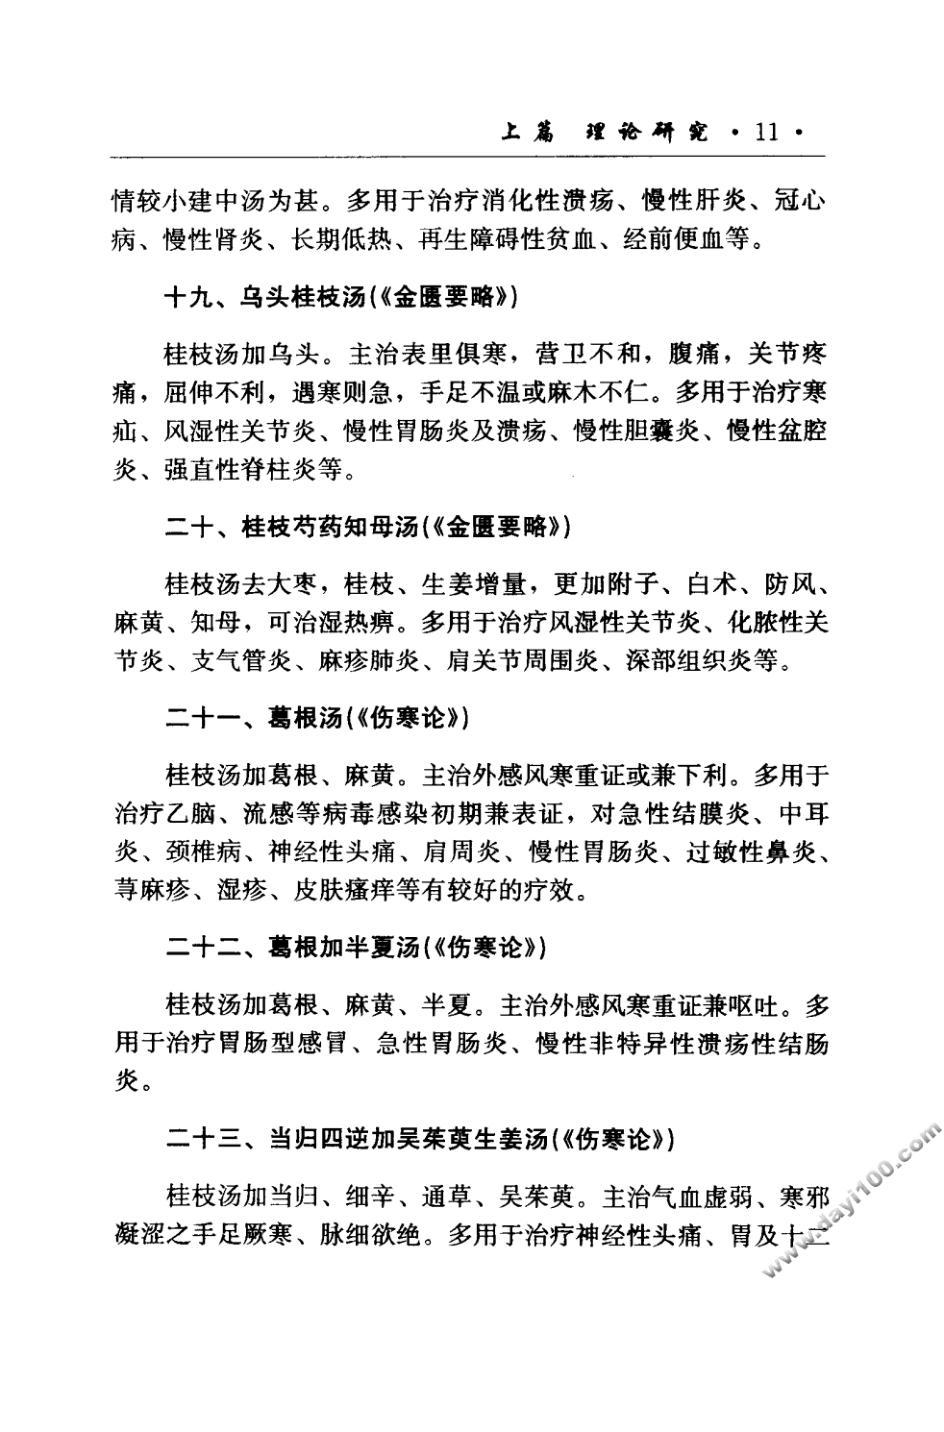 上篇 理论研究 · 11 ·
情较小建中汤为甚。多用于治疗消化性溃疡、慢性肝炎、冠心
病、慢性肾炎、长期低热、再生障碍性贫血、经前便血等。
十九、乌头桂枝汤(《金匮要略》)
桂枝汤加乌头。主治表里俱寒，营卫不和，腹痛，关节疼
痛，屈伸不利，遇寒则急，手足不温或麻木不仁。多用于治疗寒
疝、风湿性关节炎、慢性胃肠炎及溃疡、慢性胆囊炎、慢性盆腔
炎、强直性脊柱炎等。
二十、桂枝芍药知母汤(《金匮要略》)
桂枝汤去大枣，桂枝、生姜增量，更加附子、白术、防风、
麻黄、知母，可治湿热痹。多用于治疗风湿性关节炎、化脓性关
节炎、支气管炎、麻疹肺炎、肩关节周围炎、深部组织炎等。
二十一、葛根汤(《伤寒论》)
桂枝汤加葛根、麻黄。主治外感风寒重证或兼下利。多用于
治疗乙脑、流感等病毒感染初期兼表证，对急性结膜炎、中耳
炎、颈椎病、神经性头痛、肩周炎、慢性胃肠炎、过敏性鼻炎、
荨麻疹、湿疹、皮肤瘙痒等有较好的疗效。
二十二、葛根加半夏汤(《伤寒论》)
桂枝汤加葛根、麻黄、半夏。主治外感风寒重证兼呕吐。多
用于治疗胃肠型感冒、急性胃肠炎、慢性非特异性溃疡性结肠
炎。
二十三、当归四逆加吴茱萸生姜汤(《伤寒论》)
桂枝汤加当归、细辛、通草、吴茱萸。主治气血虚弱、寒邪
凝涩之手足厥寒、脉细欲绝。多用于治疗神经性头痛、胃及十二
www.dayi100.com